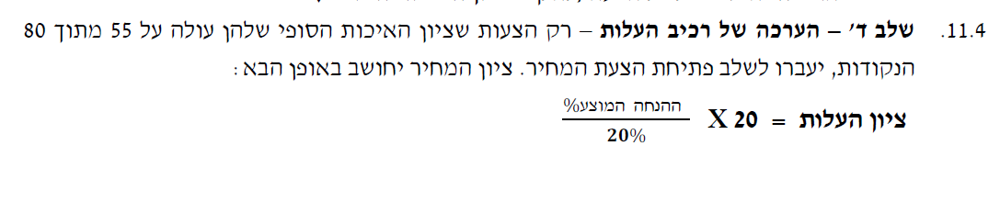 11.4. שלב ד' – הערכה של רכיב העלות – רק הצעות שציון האיכות הסופי שלהן עולה על 55 מתוך 80
הנקודות, יעברו לשלב פתיחת הצעת המחיר. ציון המחיר יחושב באופן הבא:
ציון העלות = 20 X ההנחה המוצע%
20%